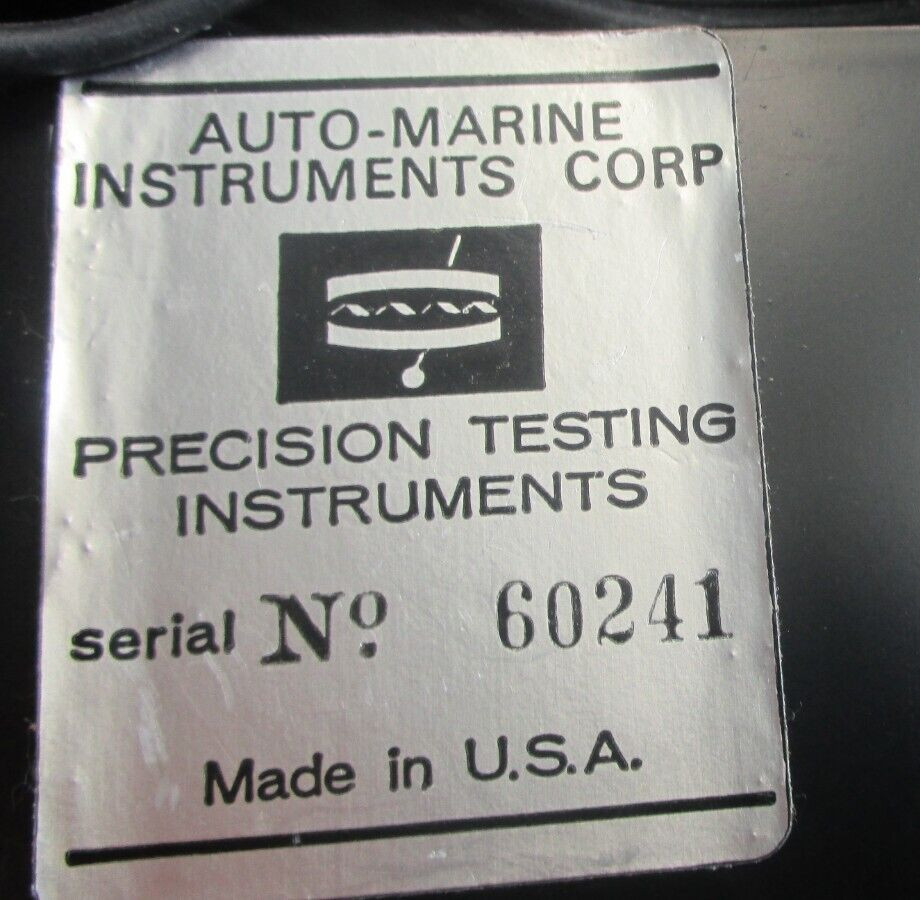 AUTO-MARINE
INSTRUMENTS CORP
PRECISION TESTING
INSTRUMENTS
serial Nº 60241
Made in U.S.A.